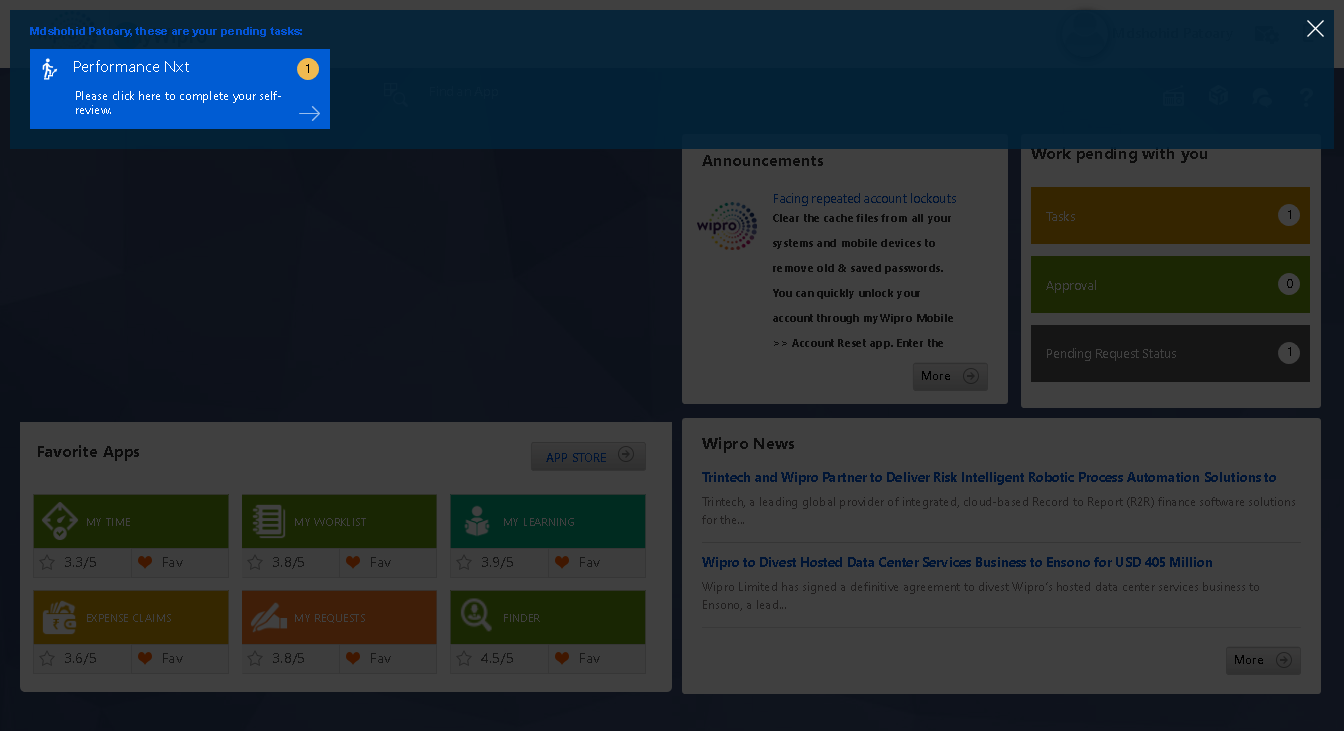 Mdshohid Patoary, these are your pending tasks:
Performance Nxt
1
Please click here to complete your self-
review.
Find an App
?
Announcements
Facing repeated account lockouts
wipro
Clear the cache files from all your
systems and mobile devices to
remove old & saved passwords.
You can quickly unlock your
account through myWipro Mobile
>> Account Reset app. Enter the
More
Work pending with you
Tasks
1
Approval
0
Pending Request Status
1
Favorite Apps
APP STORE
MY TIME
3.3/5
Fav
MY WORKLIST
3.8/5
Fav
MY LEARNING
3.9/5
Fav
EXPENSE CLAIMS
3.6/5
Fav
MY REQUESTS
3.8/5
Fav
FINDER
4.5/5
Fav
Wipro News
Trintech and Wipro Partner to Deliver Risk Intelligent Robotic Process Automation Solutions to
Trintech, a leading global provider of integrated, cloud-based Record to Report (R2R) finance software solutions
for the...
Wipro to Divest Hosted Data Center Services Business to Ensono for USD 405 Million
Wipro Limited has signed a definitive agreement to divest Wipro's hosted data center services business to
Ensono, a lead...
More